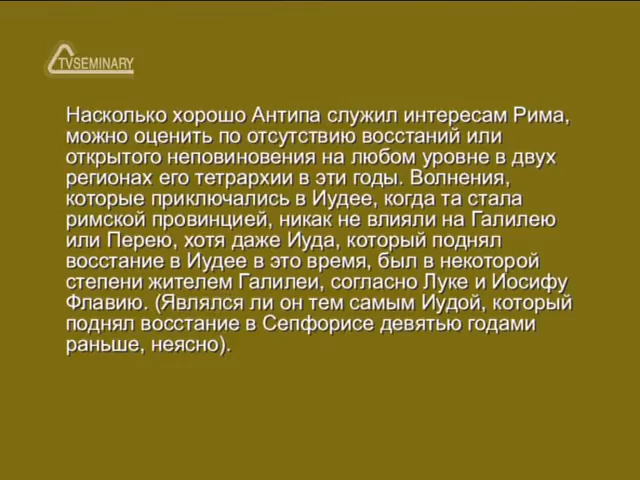 TVSEMINARY
Насколько хорошо Антипа служил интересам Рима,
можно оценить по отсутствию восстаний или
открытого неповиновения на любом уровне в двух
регионах его тетрархии в эти годы. Волнения,
которые приключались в Иудее, когда та стала
римской провинцией, никак не влияли на Галилею
или Перею, хотя даже Иуда, который поднял
восстание в Иудее в это время, был в некоторой
степени жителем Галилеи, согласно Луке и Иосифу
Флавию. (Являлся ли он тем самым Иудой, который
поднял восстание в Сепфорисе девятью годами
раньше, неясно).